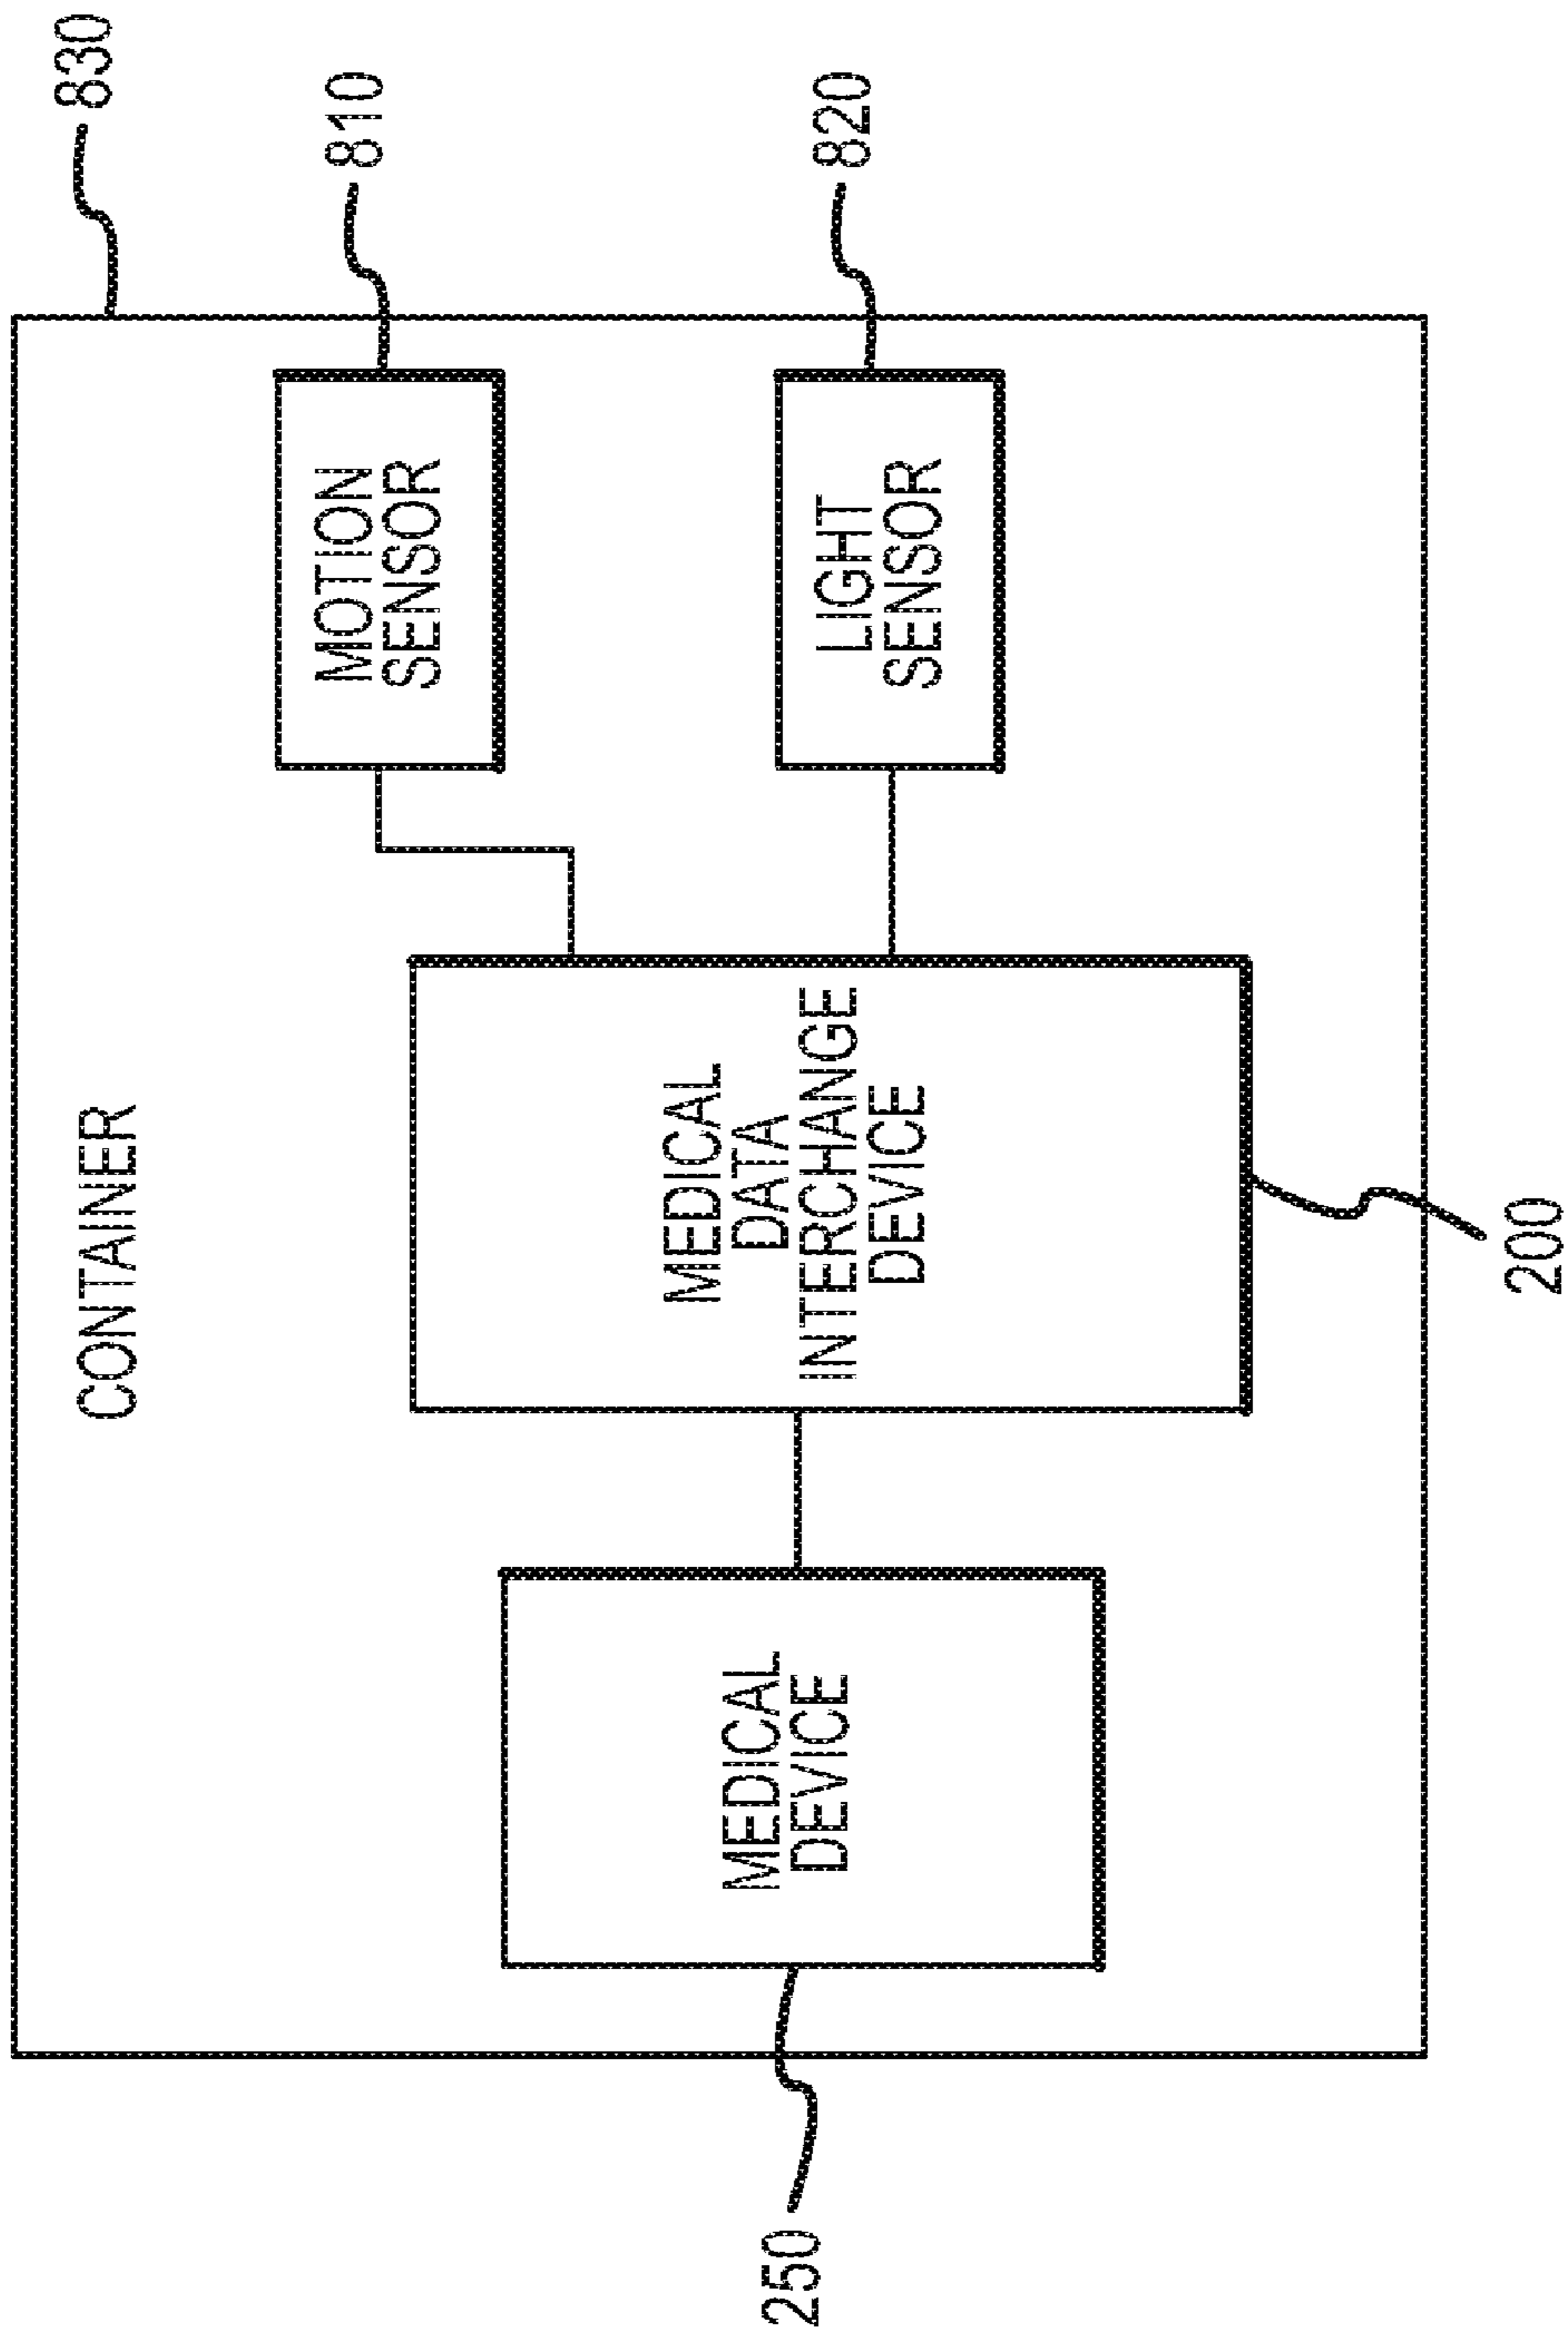 CONTAINER
830
MOTION
SENSOR
810
LIGHT
SENSOR
820
MEDICAL
DATA
INTERCHANGE
DEVICE
200
MEDICAL
DEVICE
250